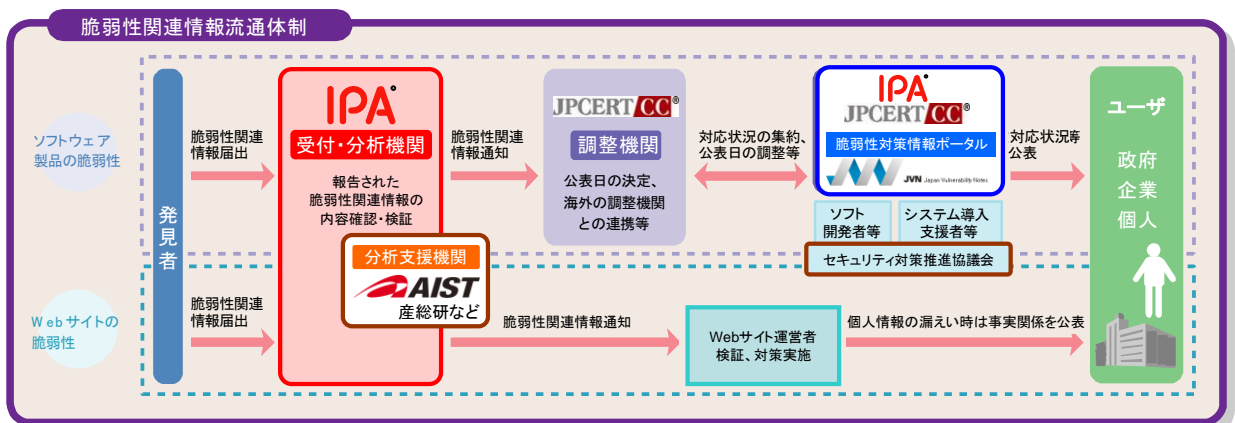 脆弱性関連情報流通体制
ソフトウェア
製品の脆弱性
発見者
脆弱性関連
情報届出
IPA
受付・分析機関
報告された
脆弱性関連情報の
内容確認・検証
脆弱性関連
情報通知
JPCERT CC®
調整機関
公表日の決定、
海外の調整機関
との連携等
対応状況の集約、
公表日の調整等
IPA
JPCERT CC®
脆弱性対策情報ポータル
JVN Japan Vulnerability Notes
ソフト
開発者等
システム導入
支援者等
セキュリティ対策推進協議会
対応状況等
公表
ユーザ
政府
企業
個人
分析支援機関
AIST
産総研など
Webサイトの
脆弱性
脆弱性関連
情報届出
脆弱性関連情報通知
Webサイト運営者
検証、対策実施
個人情報の漏えい時は事実関係を公表